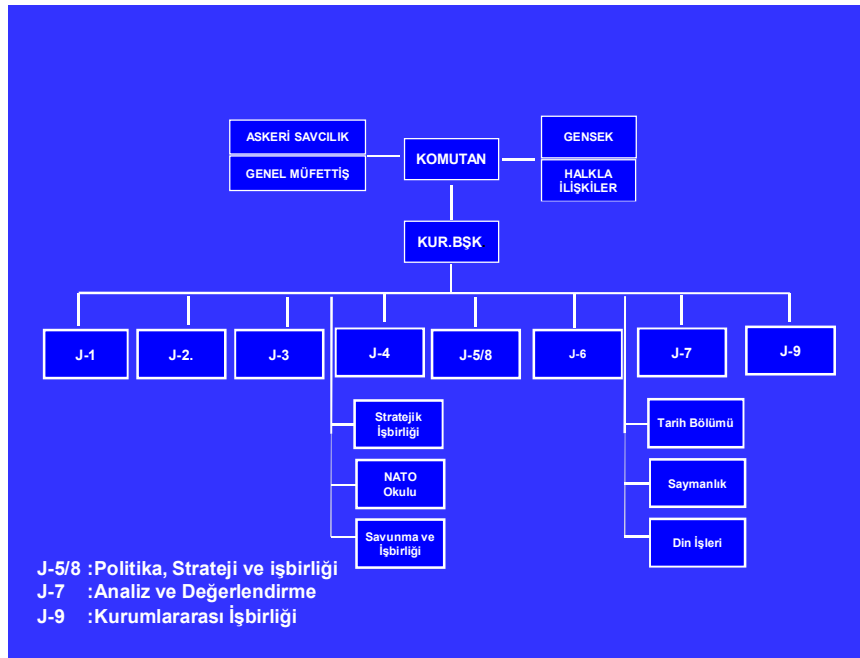 ASKERİ SAVCILIK
GENEL MÜFETTİŞ
KOMUTAN
GENSEK
HALKLA
İLİŞKİLER
KUR.BŞK
J-1
J-2.
J-3
J-4
J-5/8
J-6
J-7
J-9
Stratejik
İşbirliği
NATO
Okulu
Savunma ve
İşbirliği
Tarih Bölümü
Saymanlık
Din İşleri
J-5/8 :Politika, Strateji ve işbirliği
J-7 :Analiz ve Değerlendirme
J-9 :Kurumlararası İşbirliği